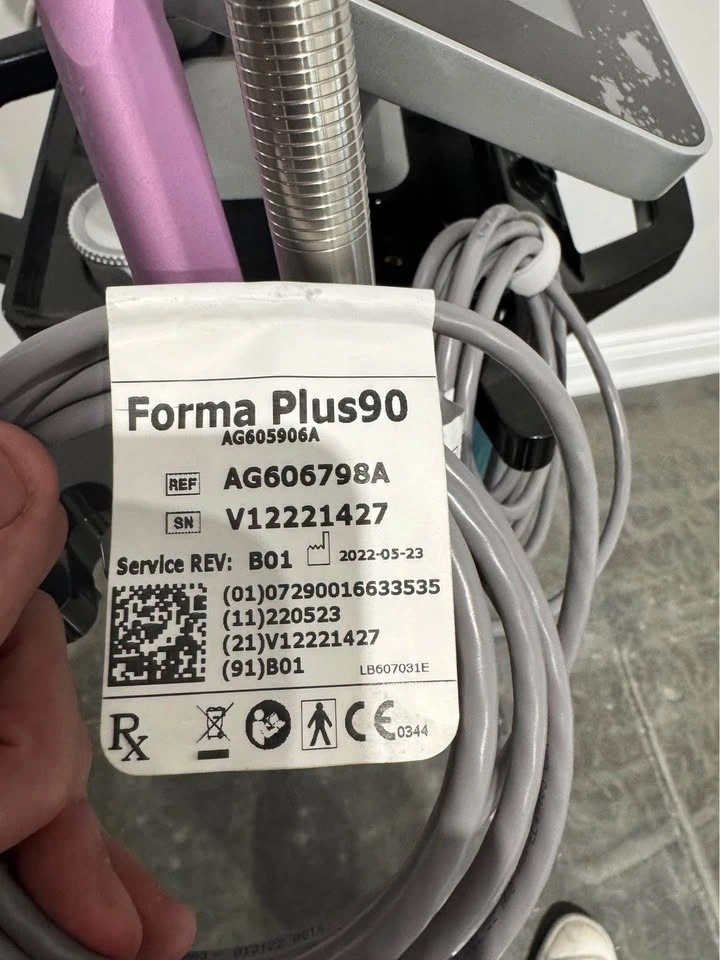 Forma Plus90
AG605906A
REF AG606798A
SN V12221427
Service REV: B01 2022-05-23
(01)07290016633535
(11)220523
(21)V12221427
(91)B01 LB607031E
Rx CE 0344